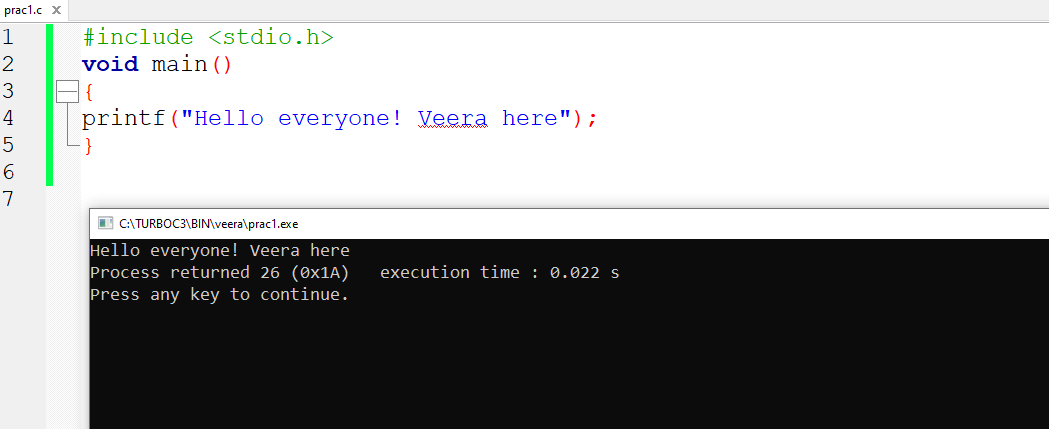 prac1.c X
1 #include <stdio.h>
2 void main()
3 {
4 printf("Hello everyone! Veera here");
5 }
6
7
C:\TURBOC3\BIN\veera\prac1.exe
Hello everyone! Veera here
Process returned 26 (0x1A)   execution time : 0.022 s
Press any key to continue.